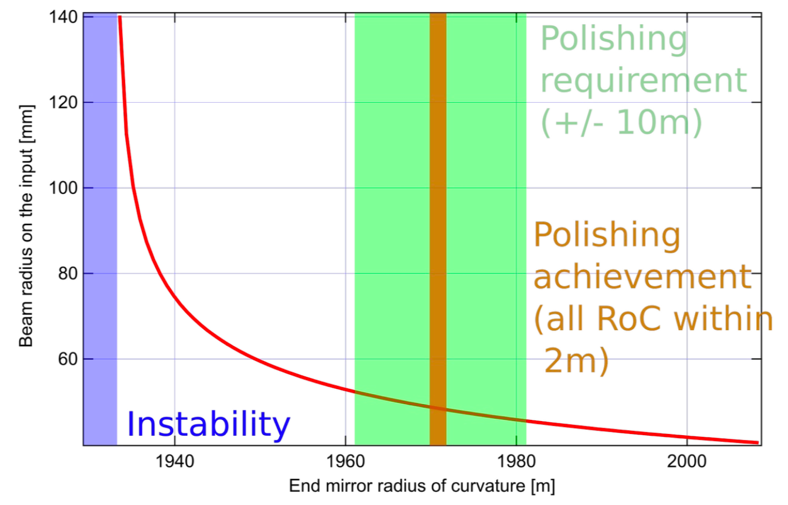 140
120
100
80
60
Beam radius on the input [mm]
Polishing
requirement
(+/- 10m)
Polishing
achievement
(all RoC within
2m)
Instability
1940
1960
1980
2000
End mirror radius of curvature [m]